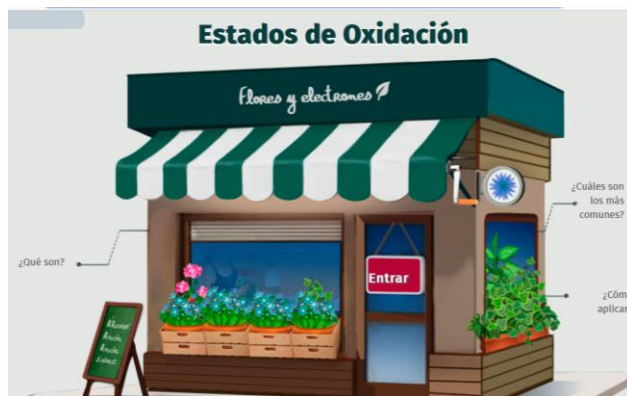 Estados de Oxidación
Flores y electrones
¿Cuáles son
los más
comunes?
¿Qué son?
Entrar
¿Cóm
aplicar